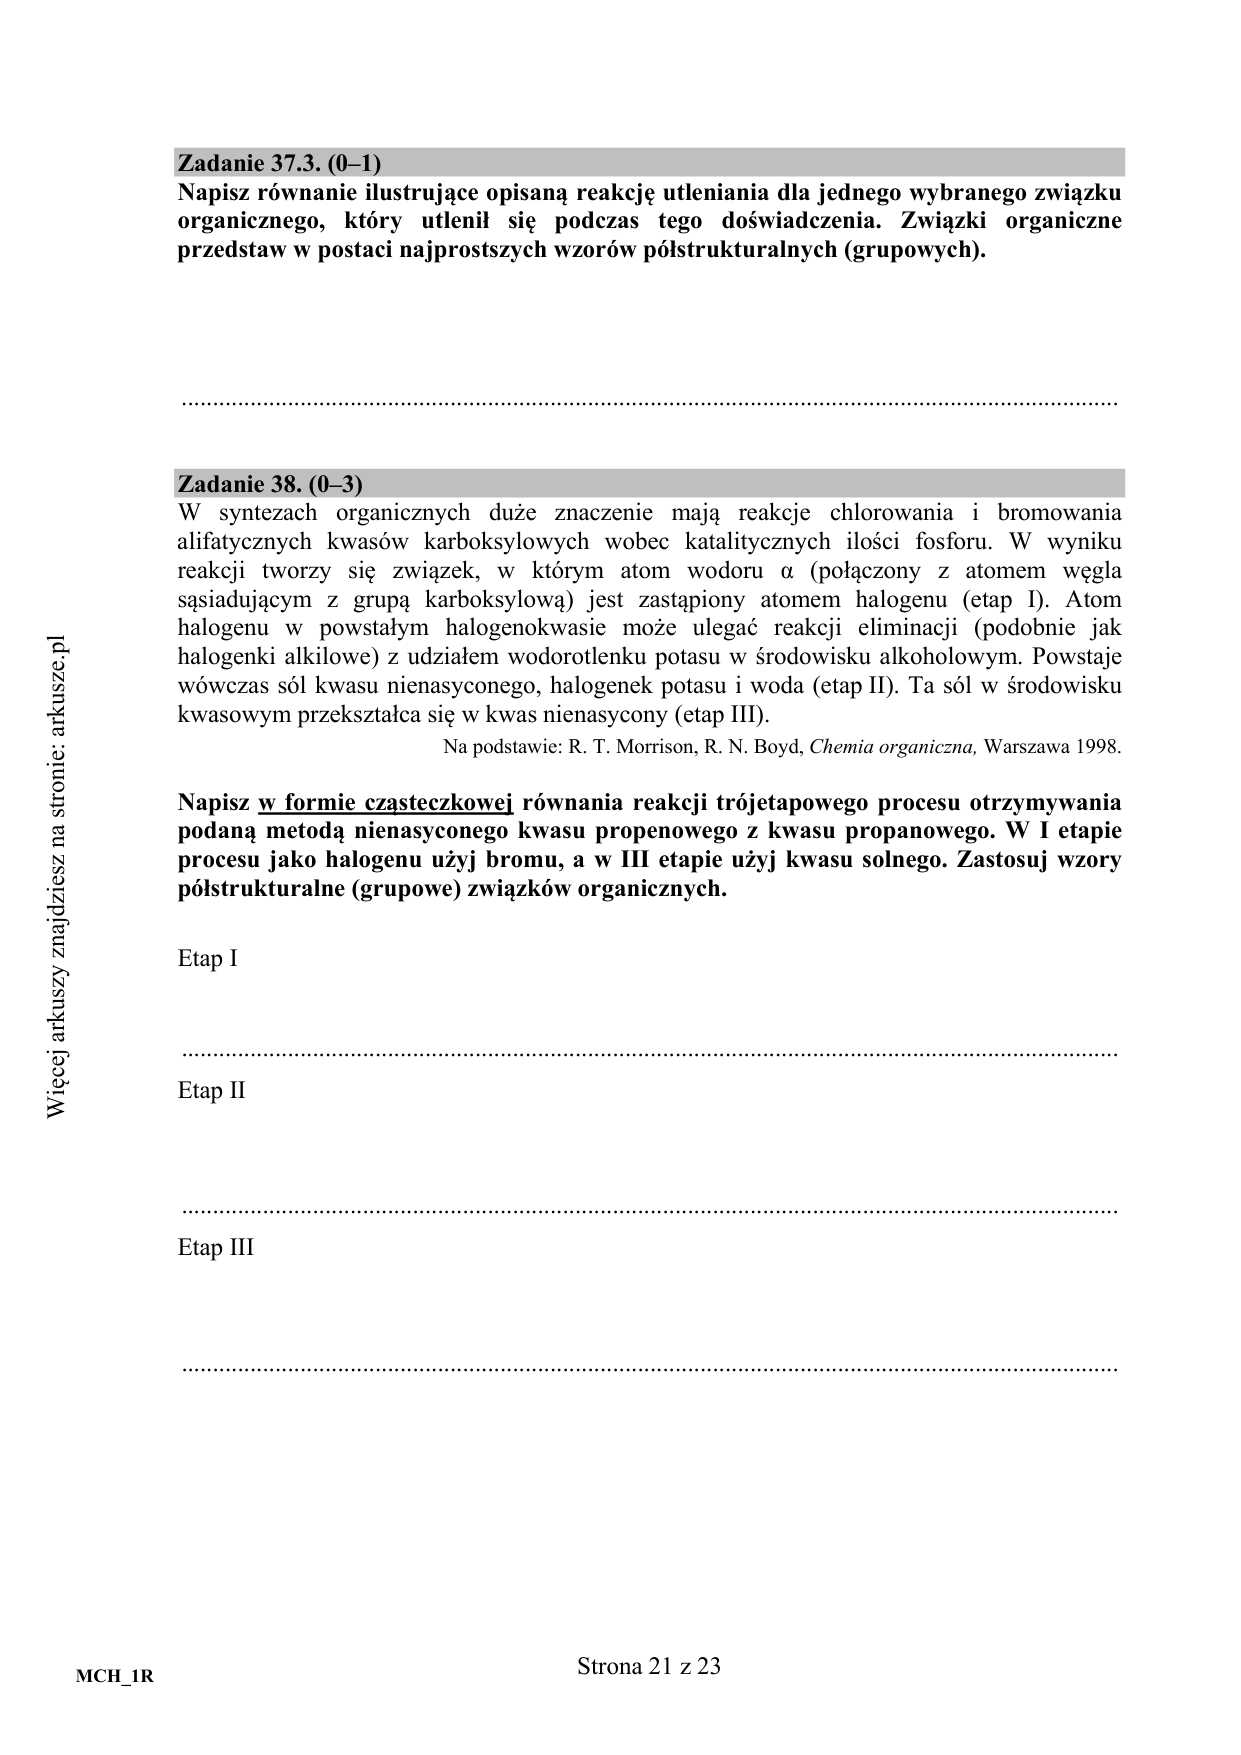 Zadanie 37.3. (0–1)
Napisz równanie ilustrujące opisaną reakcję utleniania dla jednego wybranego związku
organicznego, który utlenił się podczas tego doświadczenia. Związki organiczne
przedstaw w postaci najprostszych wzorów półstrukturalnych (grupowych).
Zadanie 38. (0–3)
W syntezach organicznych duże znaczenie mają reakcje chlorowania i bromowania
alifatycznych kwasów karboksylowych wobec katalitycznych ilości fosforu. W wyniku
reakcji tworzy się związek, w którym atom wodoru α (połączony z atomem węgla
sąsiadującym z grupą karboksylową) jest zastąpiony atomem halogenu (etap I). Atom
halogenu w powstałym halogenokwasie może ulegać reakcji eliminacji (podobnie jak
halogenki alkilowe) z udziałem wodorotlenku potasu w środowisku alkoholowym. Powstaje
wówczas sól kwasu nienasyconego, halogenek potasu i woda (etap II). Ta sól w środowisku
kwasowym przekształca się w kwas nienasycony (etap III).
Na podstawie: R. T. Morrison, R. N. Boyd, Chemia organiczna, Warszawa 1998.
Napisz w formie cząsteczkowej równania reakcji trójetapowego procesu otrzymywania
podaną metodą nienasyconego kwasu propenowego z kwasu propanowego. W I etapie
procesu jako halogenu użyj bromu, a w III etapie użyj kwasu solnego. Zastosuj wzory
półstrukturalne (grupowe) związków organicznych.
Etap I
Etap II
Etap III
Więcej arkuszy znajdziesz na stronie: arkusze.pl
MCH_1R
Strona 21 z 23